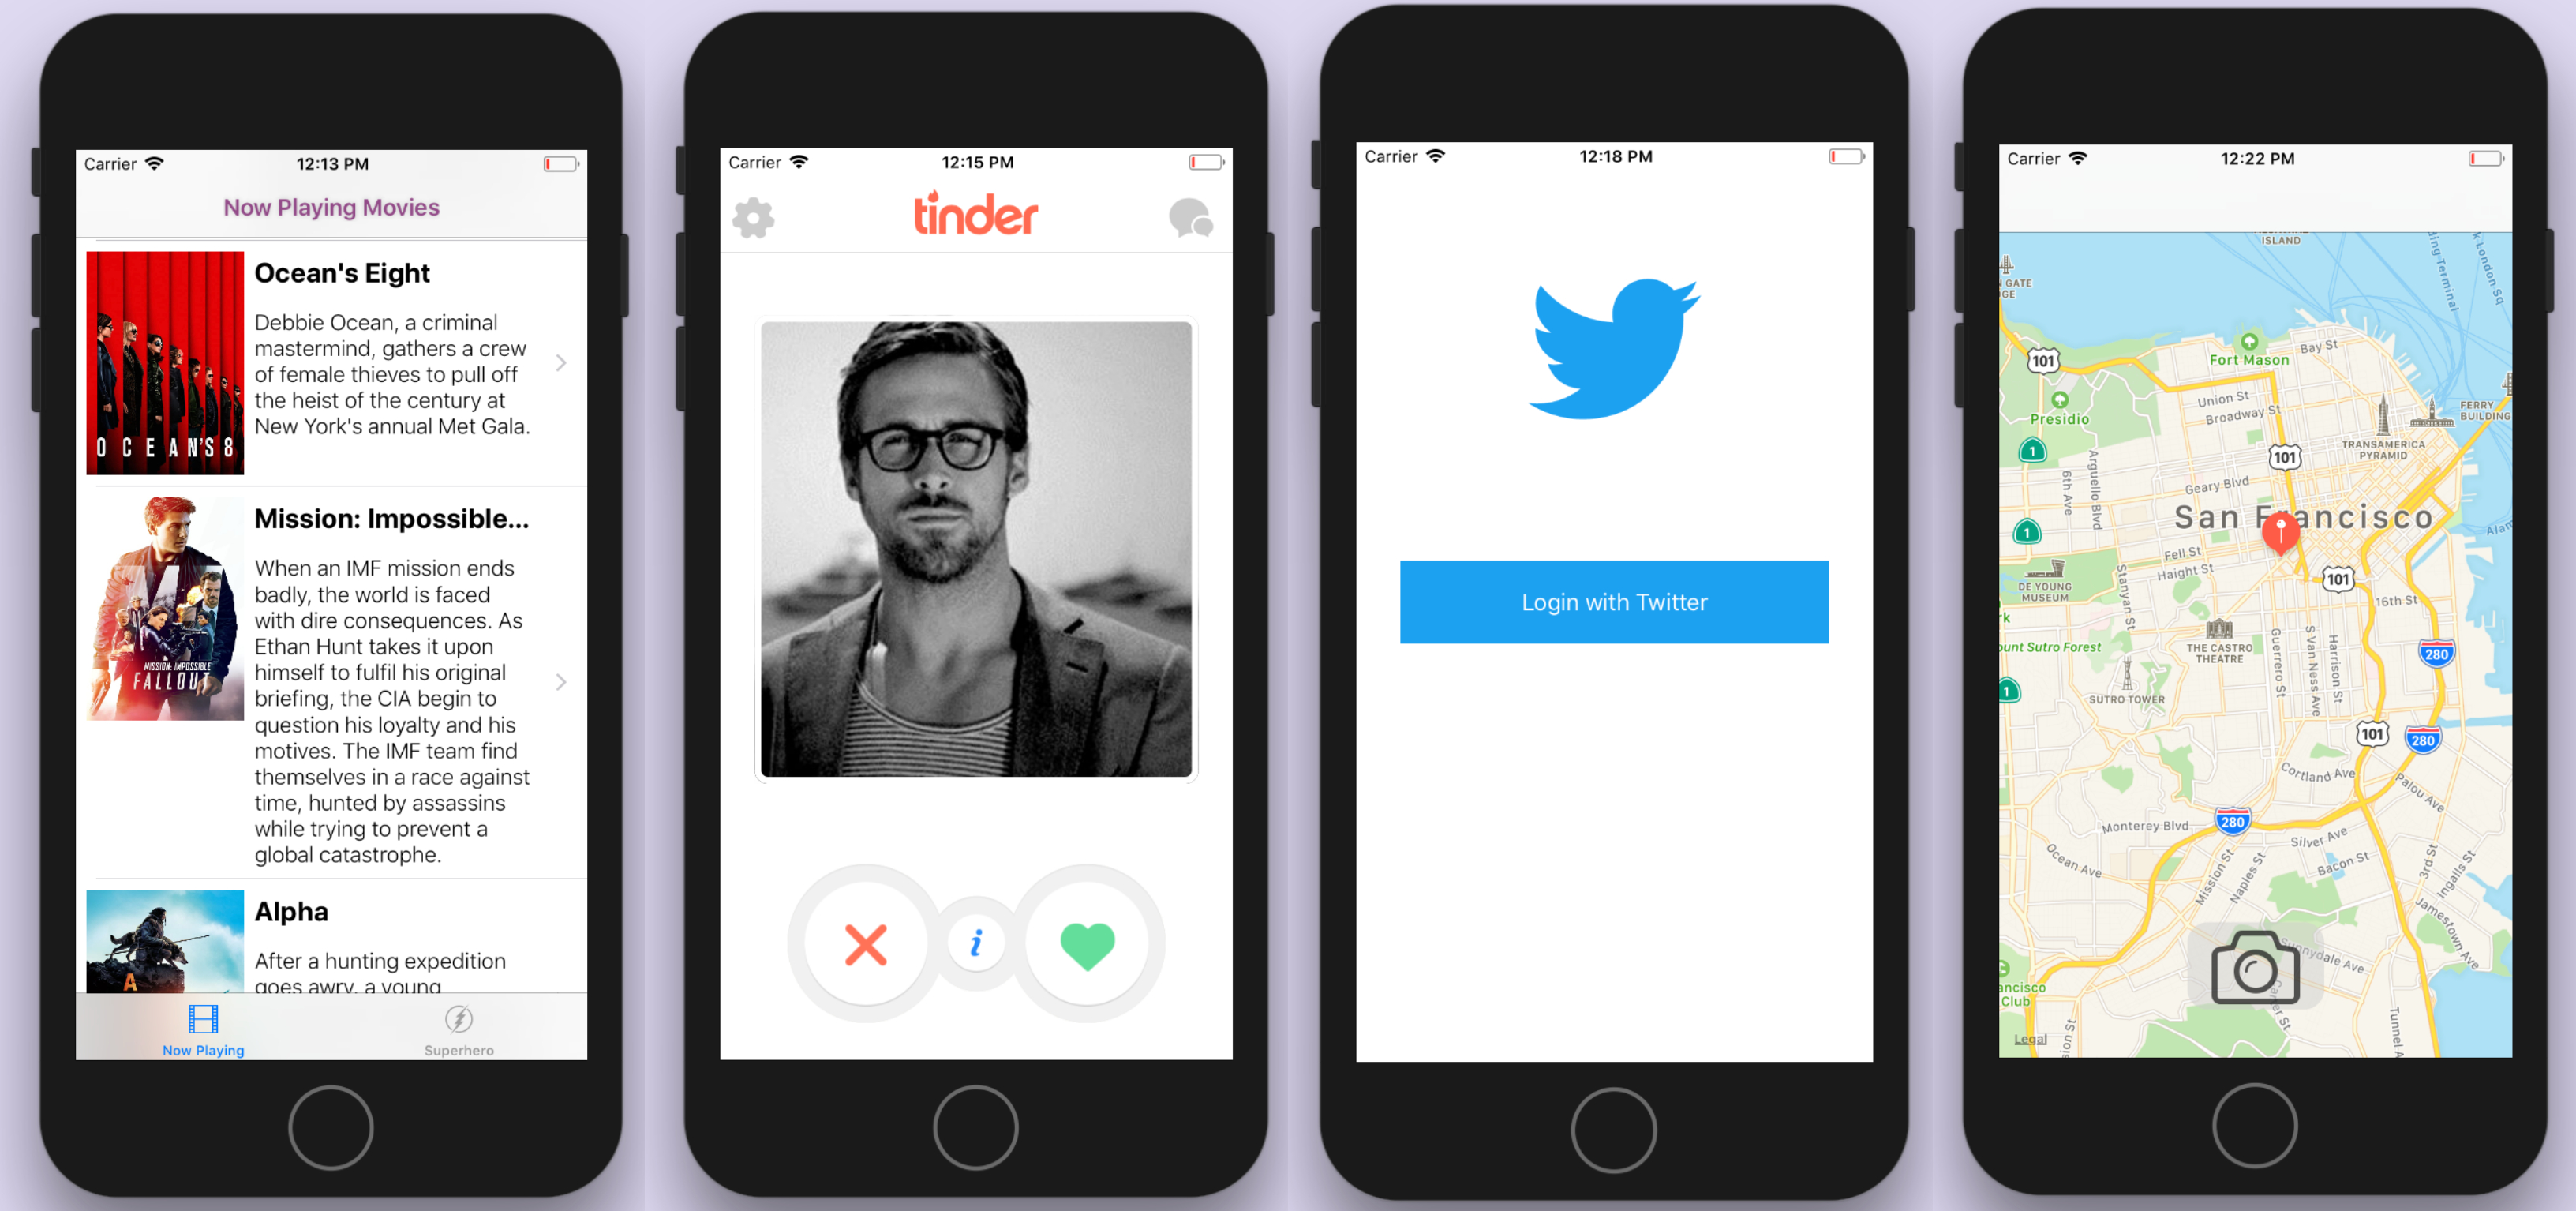 Carrier
12:13 PM
Now Playing Movies
OCEAN'S 8
Ocean's Eight
Debbie Ocean, a criminal
mastermind, gathers a crew
of female thieves to pull off
the heist of the century at
New York's annual Met Gala.
MISSION: IMPOSSIBLE
FALLOUT
Mission: Impossible...
When an IMF mission ends
badly, the world is faced
with dire consequences. As
Ethan Hunt takes it upon
himself to fulfil his original
briefing, the CIA begin to
question his loyalty and his
motives. The IMF team find
themselves in a race against
time, hunted by assassins
while trying to prevent a
global catastrophe.
A
Alpha
After a hunting expedition
goes awry, a young
Now Playing
Superhero
Carrier
12:15 PM
tinder
i
Carrier
12:18 PM
Login with Twitter
Carrier
12:22 PM
ISLAND
GATE
GE
101
Fort Mason
Bay St
Presidio
Union St
Broadway St
FERRY
BUILDING
1
TRANSAMERICA
PYRAMID
101
6th Ave
Arguello Blvd
Geary Blvd
San Francisco
1
Fell St
Haight St
101
DE YOUNG
MUSEUM
Stanyan St
16th St
THE CASTRO
THEATRE
unt Sutro Forest
280
1
SUTRO TOWER
Guerrero St
S Van Ness Ave
Harrison St
101
280
Cortland Ave
Palou Ave
Monterey Blvd
280
Silver Ave
Ocean Ave
Bacon St
Mission St
Naples St
3rd St
Ingalls St
Jamestown Ave
Sunnydale Ave
ancisco
Club
Legal
sion St
Tunnel A